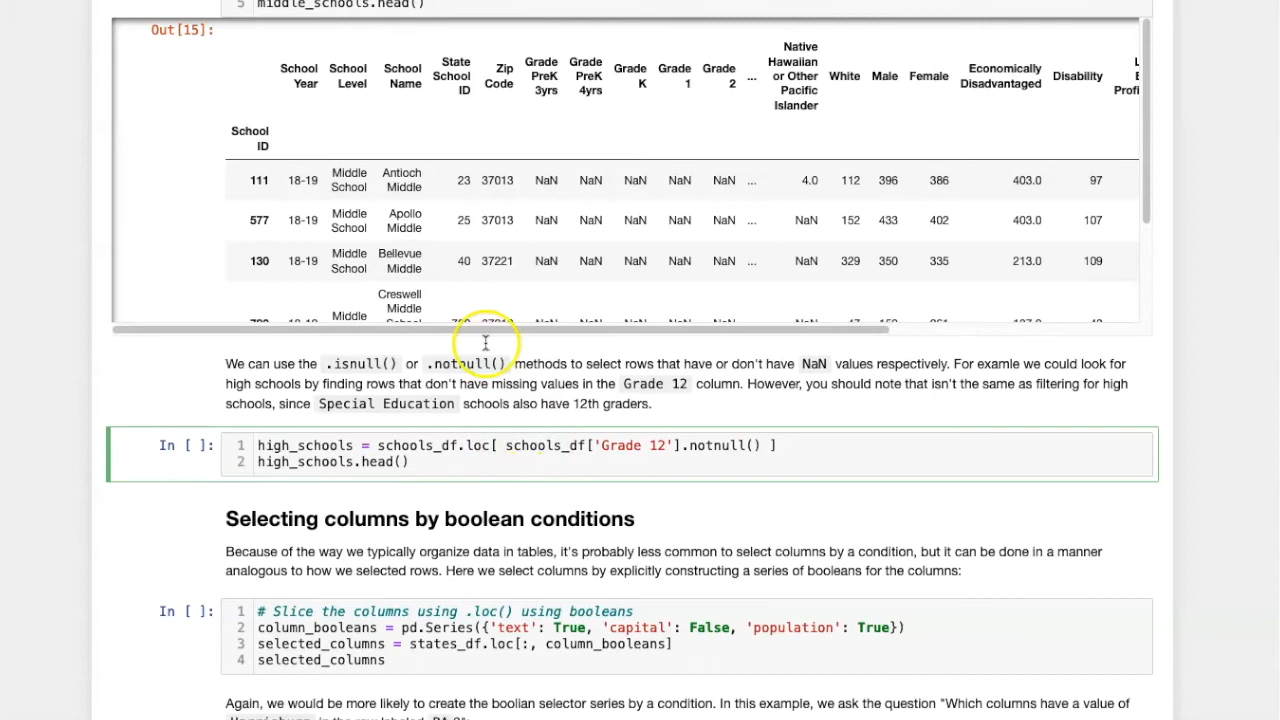 5 middle_schools.head()
Out[15]:
School Year School Level School Name State School ID Zip Code Grade PreK 3yrs Grade PreK 4yrs Grade K Grade 1 Grade 2 ... Native Hawaiian or Other Pacific Islander White Male Female Economically Disadvantaged Disability
School ID
111 18-19 Middle School Antioch Middle 23 37013 NaN NaN NaN NaN NaN ... 4.0 112 396 386 403.0 97
577 18-19 Middle School Apollo Middle 25 37013 NaN NaN NaN NaN NaN ... NaN 152 433 402 403.0 107
130 18-19 Middle School Bellevue Middle 40 37221 NaN NaN NaN NaN NaN ... NaN 329 350 335 213.0 109
Middle Creswell Middle
We can use the .isnull() or .notnull() methods to select rows that have or don't have NaN values respectively. For examle we could look for
high schools by finding rows that don't have missing values in the Grade 12 column. However, you should note that isn't the same as filtering for high
schools, since Special Education schools also have 12th graders.
In [ ]: 1 high_schools = schools_df.loc[ schools_df['Grade 12'].notnull() ]
2 high_schools.head()
Selecting columns by boolean conditions
Because of the way we typically organize data in tables, it's probably less common to select columns by a condition, but it can be done in a manner
analogous to how we selected rows. Here we select columns by explicitly constructing a series of booleans for the columns:
In [ ]: 1 # Slice the columns using .loc() using booleans
2 column_booleans = pd.Series({'text': True, 'capital': False, 'population': True})
3 selected_columns = states_df.loc[:, column_booleans]
4 selected_columns
Again, we would be more likely to create the boolian selector series by a condition. In this example, we ask the question "Which columns have a value of